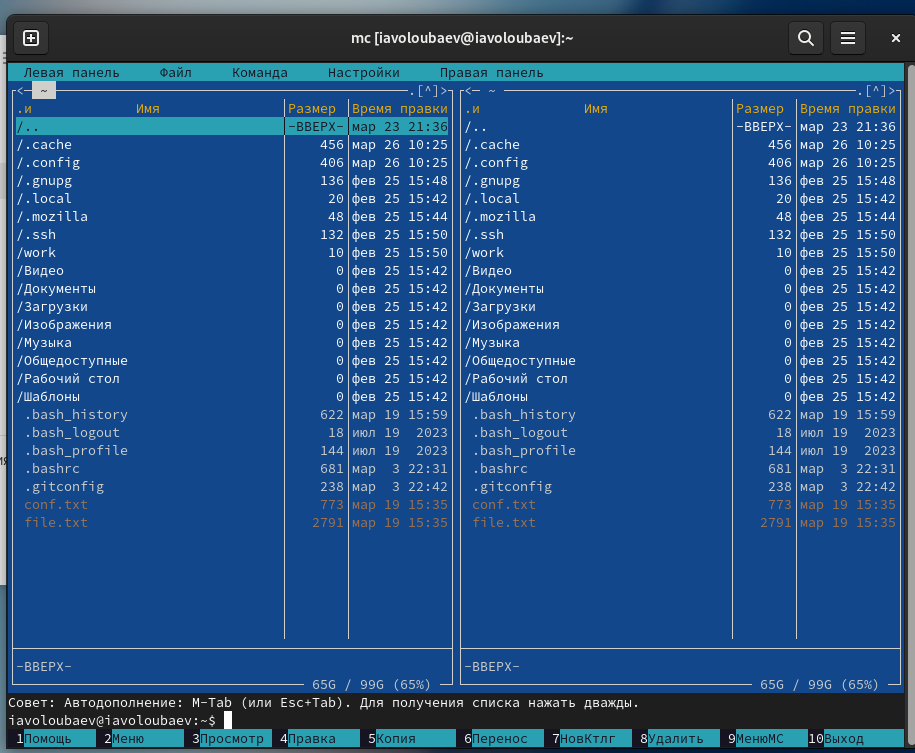 mc [iavoloubaev@iavoloubaev]:~
Левая панель Файл Команда Настройки Правая панель
<─ ~ .[^]> <─ ~ .[^]>
.и Имя Размер Время правки .и Имя Размер Время правки
/.. -ВВЕРХ- мар 23 21:36 /.. -ВВЕРХ- мар 23 21:36
/.cache 456 мар 26 10:25 /.cache 456 мар 26 10:25
/.config 406 мар 26 10:25 /.config 406 мар 26 10:25
/.gnupg 136 фев 25 15:48 /.gnupg 136 фев 25 15:48
/.local 20 фев 25 15:42 /.local 20 фев 25 15:42
/.mozilla 48 фев 25 15:44 /.mozilla 48 фев 25 15:44
/.ssh 132 фев 25 15:50 /.ssh 132 фев 25 15:50
/work 10 фев 25 15:50 /work 10 фев 25 15:50
/Видео 0 фев 25 15:42 /Видео 0 фев 25 15:42
/Документы 0 фев 25 15:42 /Документы 0 фев 25 15:42
/Загрузки 0 фев 25 15:42 /Загрузки 0 фев 25 15:42
/Изображения 0 фев 25 15:42 /Изображения 0 фев 25 15:42
/Музыка 0 фев 25 15:42 /Музыка 0 фев 25 15:42
/Общедоступные 0 фев 25 15:42 /Общедоступные 0 фев 25 15:42
/Рабочий стол 0 фев 25 15:42 /Рабочий стол 0 фев 25 15:42
/Шаблоны 0 фев 25 15:42 /Шаблоны 0 фев 25 15:42
.bash_history 622 мар 19 15:59 .bash_history 622 мар 19 15:59
.bash_logout 18 июл 19 2023 .bash_logout 18 июл 19 2023
.bash_profile 144 июл 19 2023 .bash_profile 144 июл 19 2023
.bashrc 681 мар 3 22:31 .bashrc 681 мар 3 22:31
.gitconfig 238 мар 3 22:42 .gitconfig 238 мар 3 22:42
conf.txt 773 мар 19 15:35 conf.txt 773 мар 19 15:35
file.txt 2791 мар 19 15:35 file.txt 2791 мар 19 15:35
-ВВЕРХ- -ВВЕРХ-
65G / 99G (65%) 65G / 99G (65%)
Совет: Автодополнение: M-Tab (или Esc+Tab). Для получения списка нажать дважды.
iavoloubaev@iavoloubaev:~$
1Помощь 2Меню 3Просмотр 4Правка 5Копия 6Перенос 7НовКтлг 8Удалить 9МенюMC 10Выход